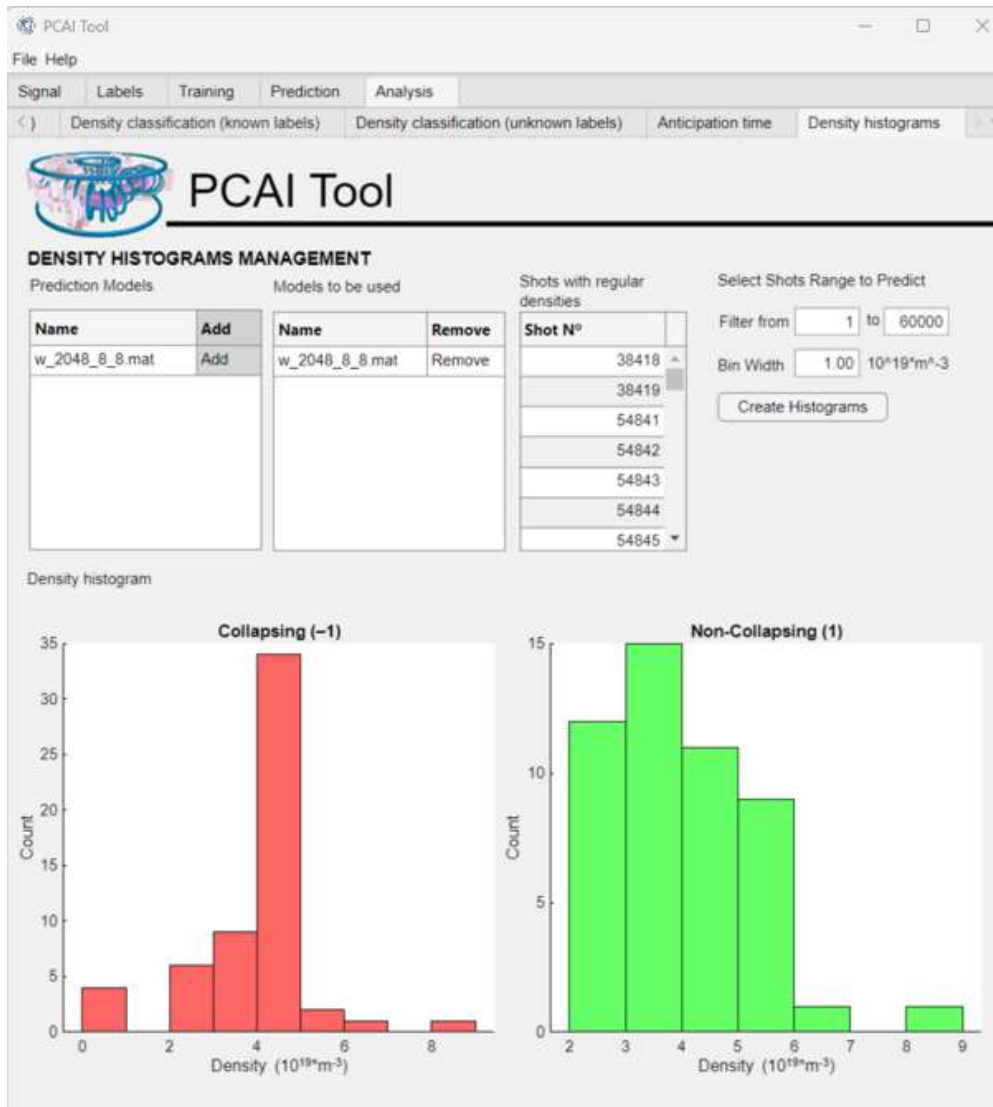 PCAI Tool
File Help
Signal Labels Training Prediction Analysis
) Density classification (known labels) Density classification (unknown labels) Anticipation time Density histograms
PCAI Tool
DENSITY HISTOGRAMS MANAGEMENT
Prediction Models
Name Add
w_2048_8_8.mat Add
Models to be used
Name Remove
w_2048_8_8.mat Remove
Shots with regular
densities
Shot Nº
38418
38419
54841
54842
54843
54844
54845
Select Shots Range to Predict
Filter from 1 to 60000
Bin Width 1.00 10^19*m^-3
Create Histograms
Density histogram
Collapsing (–1)
35
30
25
20
15
10
5
0
Count
0 2 4 6 8
Density (10¹⁹*m⁻³)
Non-Collapsing (1)
15
10
5
0
Count
2 3 4 5 6 7 8 9
Density (10¹⁹*m⁻³)